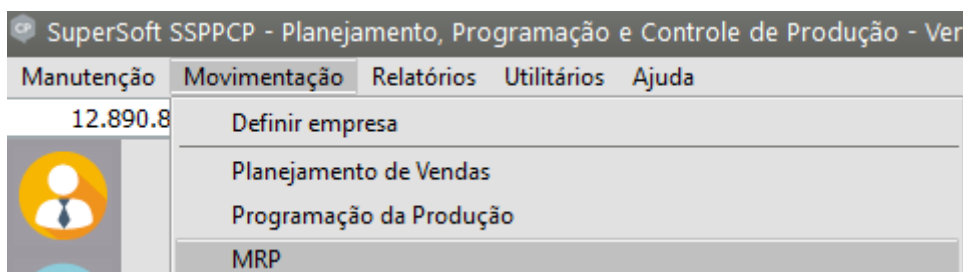 SuperSoft SSPPCP - Planejamento, Programação e Controle de Produção -
Manutenção Movimentação Relatórios Utilitários Ajuda
12.890.8
Definir empresa
Planejamento de Vendas
Programação da Produção
MRP